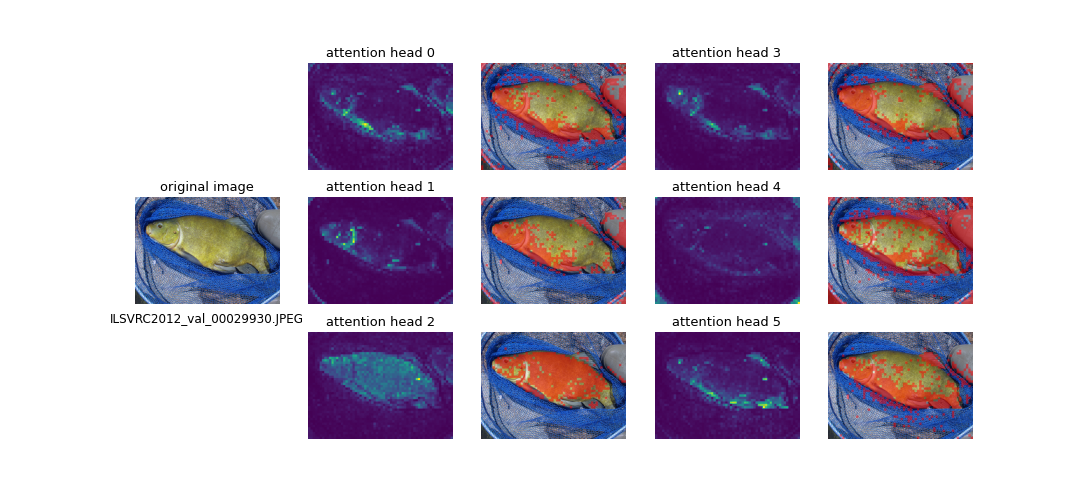 attention head 0
attention head 3
original image
attention head 1
attention head 4
ILSVRC2012_val_00029930.JPEG
attention head 2
attention head 5